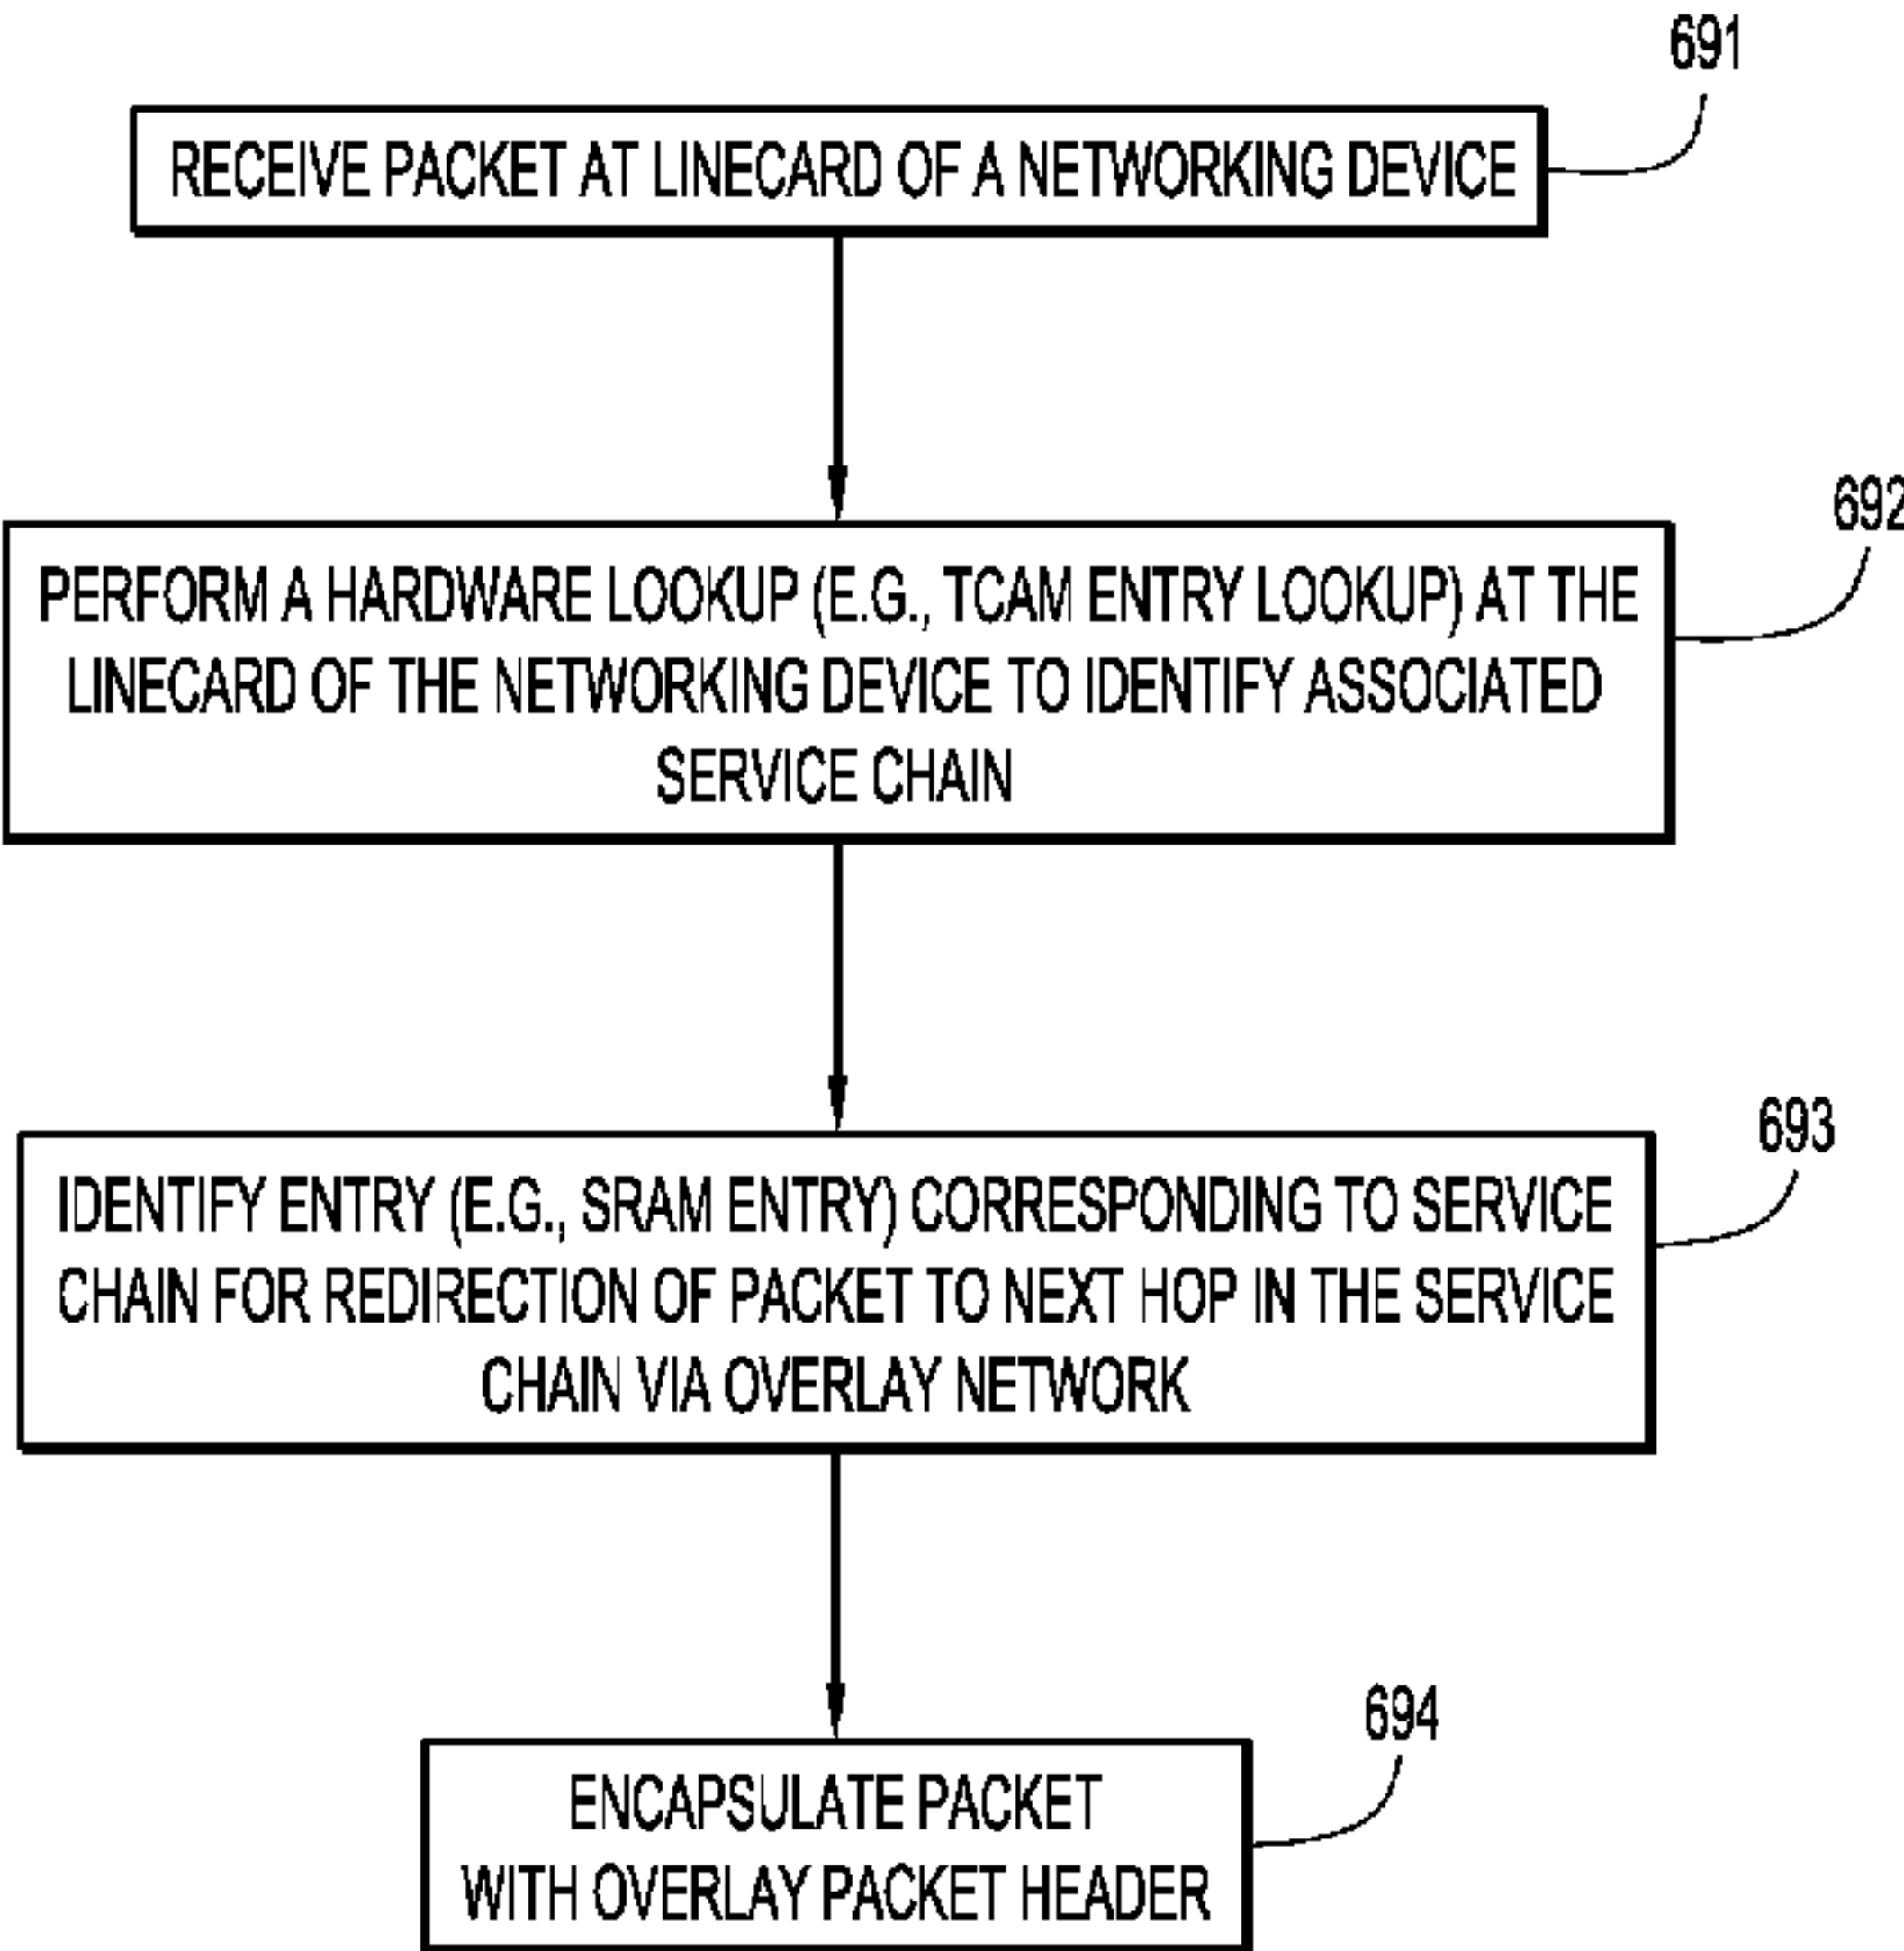 691
RECEIVE PACKET AT LINECARD OF A NETWORKING DEVICE
692
PERFORM A HARDWARE LOOKUP (E.G., TCAM ENTRY LOOKUP) AT THE
LINECARD OF THE NETWORKING DEVICE TO IDENTIFY ASSOCIATED
SERVICE CHAIN
693
IDENTIFY ENTRY (E.G., SRAM ENTRY) CORRESPONDING TO SERVICE
CHAIN FOR REDIRECTION OF PACKET TO NEXT HOP IN THE SERVICE
CHAIN VIA OVERLAY NETWORK
694
ENCAPSULATE PACKET
WITH OVERLAY PACKET HEADER